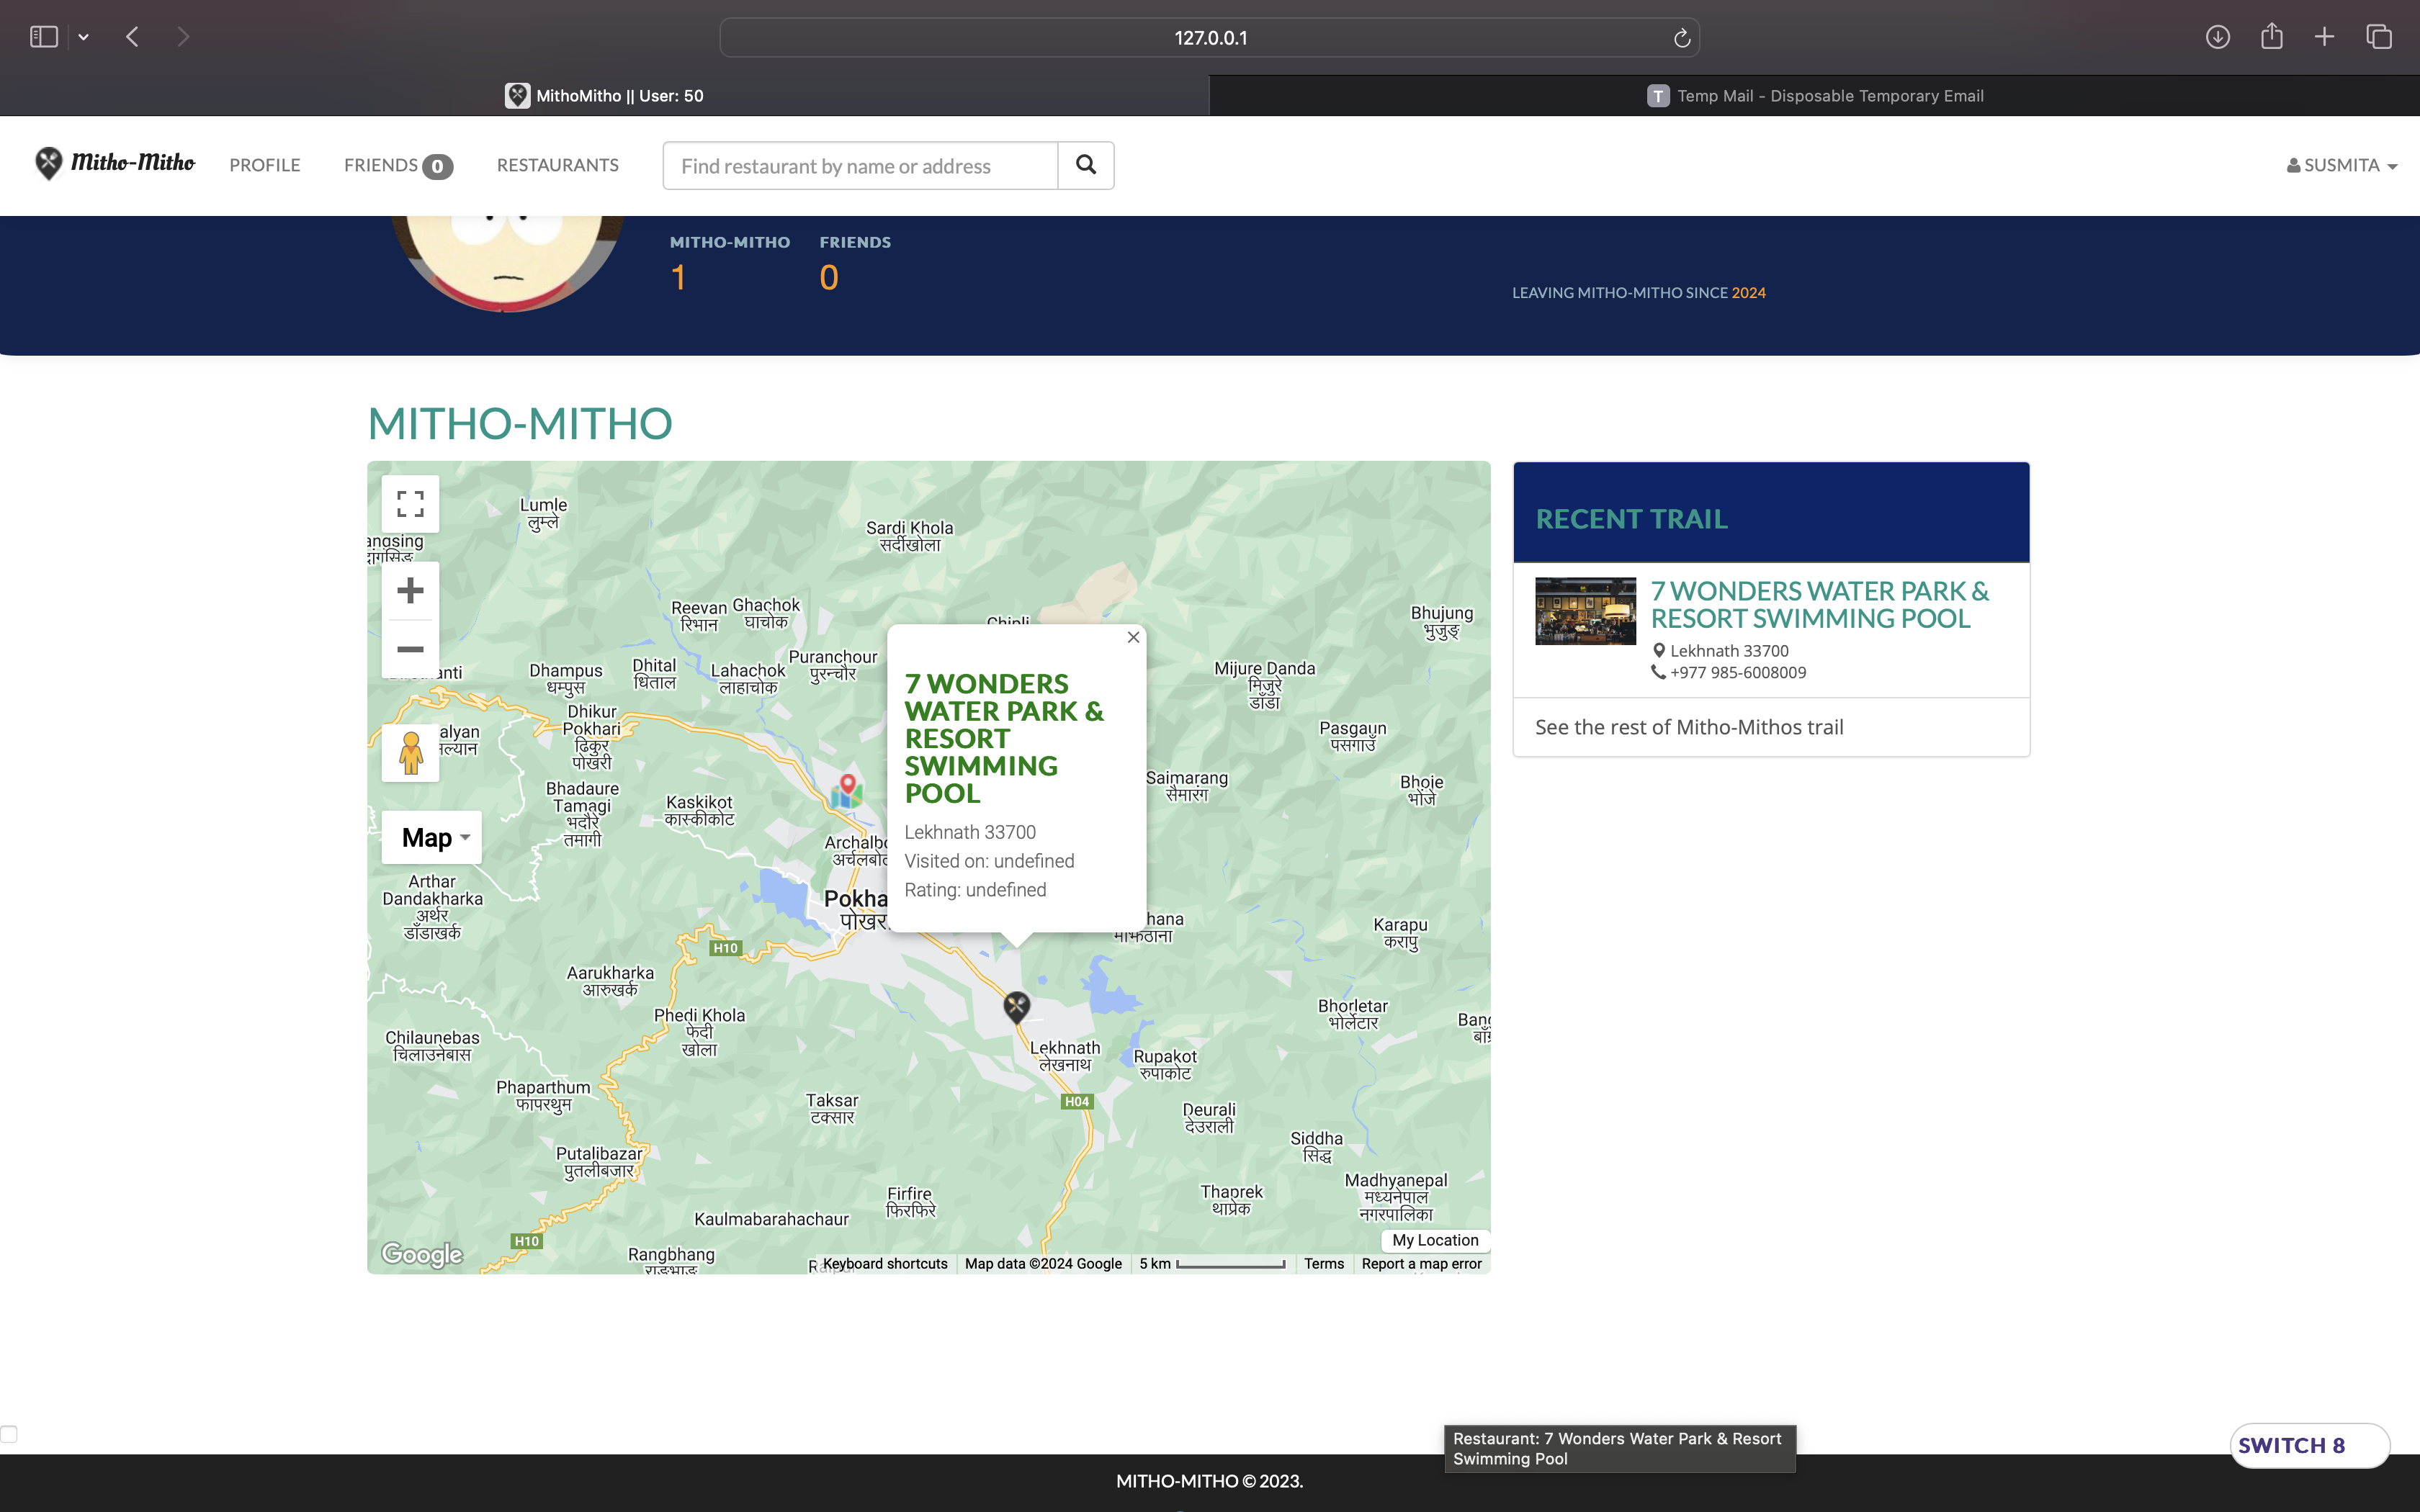 127.0.0.1
MithoMitho || User: 50
T Temp Mail - Disposable Temporary Email
Mitho-Mitho
PROFILE
FRIENDS 0
RESTAURANTS
Find restaurant by name or address
SUSMITA
MITHO-MITHO
1
FRIENDS
0
LEAVING MITHO-MITHO SINCE 2024
MITHO-MITHO
Lumle
लुम्ले
Sardi Khola
सर्दीखोला
angsing
Reevan
रिभान
Ghachok
घाचोक
Chipli
Bhujung
भुजुङ
Dhampus
धम्पुस
Dhital
धिताल
Lahachok
लाहाचोक
Puranchour
पुरन्चौर
Mijure Danda
मिजुरे
डाँडा
anti
Dhikur
Pokhari
ढिकुर
पोखरी
alyan
ल्यान
Pasgaun
पसगाउँ
Bhadaure
Tamagi
भदौरे
तमागी
Kaskikot
कास्कीकोट
Saimarang
सैमारंग
Bhoje
भोंजे
Map
Archalbo
अर्चलबोट
7 WONDERS
WATER PARK &
RESORT
SWIMMING
POOL
Lekhnath 33700
Visited on: undefined
Rating: undefined
Arthar
Dandakharka
अर्थर
डाँडाखर्क
Pokha
पोखर
hana
माझठाना
Karapu
करापु
H10
Aarukharka
आरुखर्क
Phedi Khola
फेदी
खोला
Bhorletar
भोर्लेटार
Bang
Chilaunebas
चिलाउनेबास
Lekhnath
लेखनाथ
Rupakot
रुपाकोट
Phaparthum
फापरथुम
Taksar
टक्सार
H04
Deurali
देउराली
Siddha
सिद्ध
Putalibazar
पुतलीबजार
Firfire
फिरफिरे
Thaprek
थाप्रेक
Madhyanepal
मध्यनेपाल
नगरपालिका
Kaulmabarahachaur
H10
Rangbhang
My Location
Google
Keyboard shortcuts
Map data ©2024 Google
5 km
Terms
Report a map error
RECENT TRAIL
7 WONDERS WATER PARK &
RESORT SWIMMING POOL
Lekhnath 33700
+977 985-6008009
See the rest of Mitho-Mithos trail
Restaurant: 7 Wonders Water Park & Resort
Swimming Pool
SWITCH 8
MITHO-MITHO © 2023.